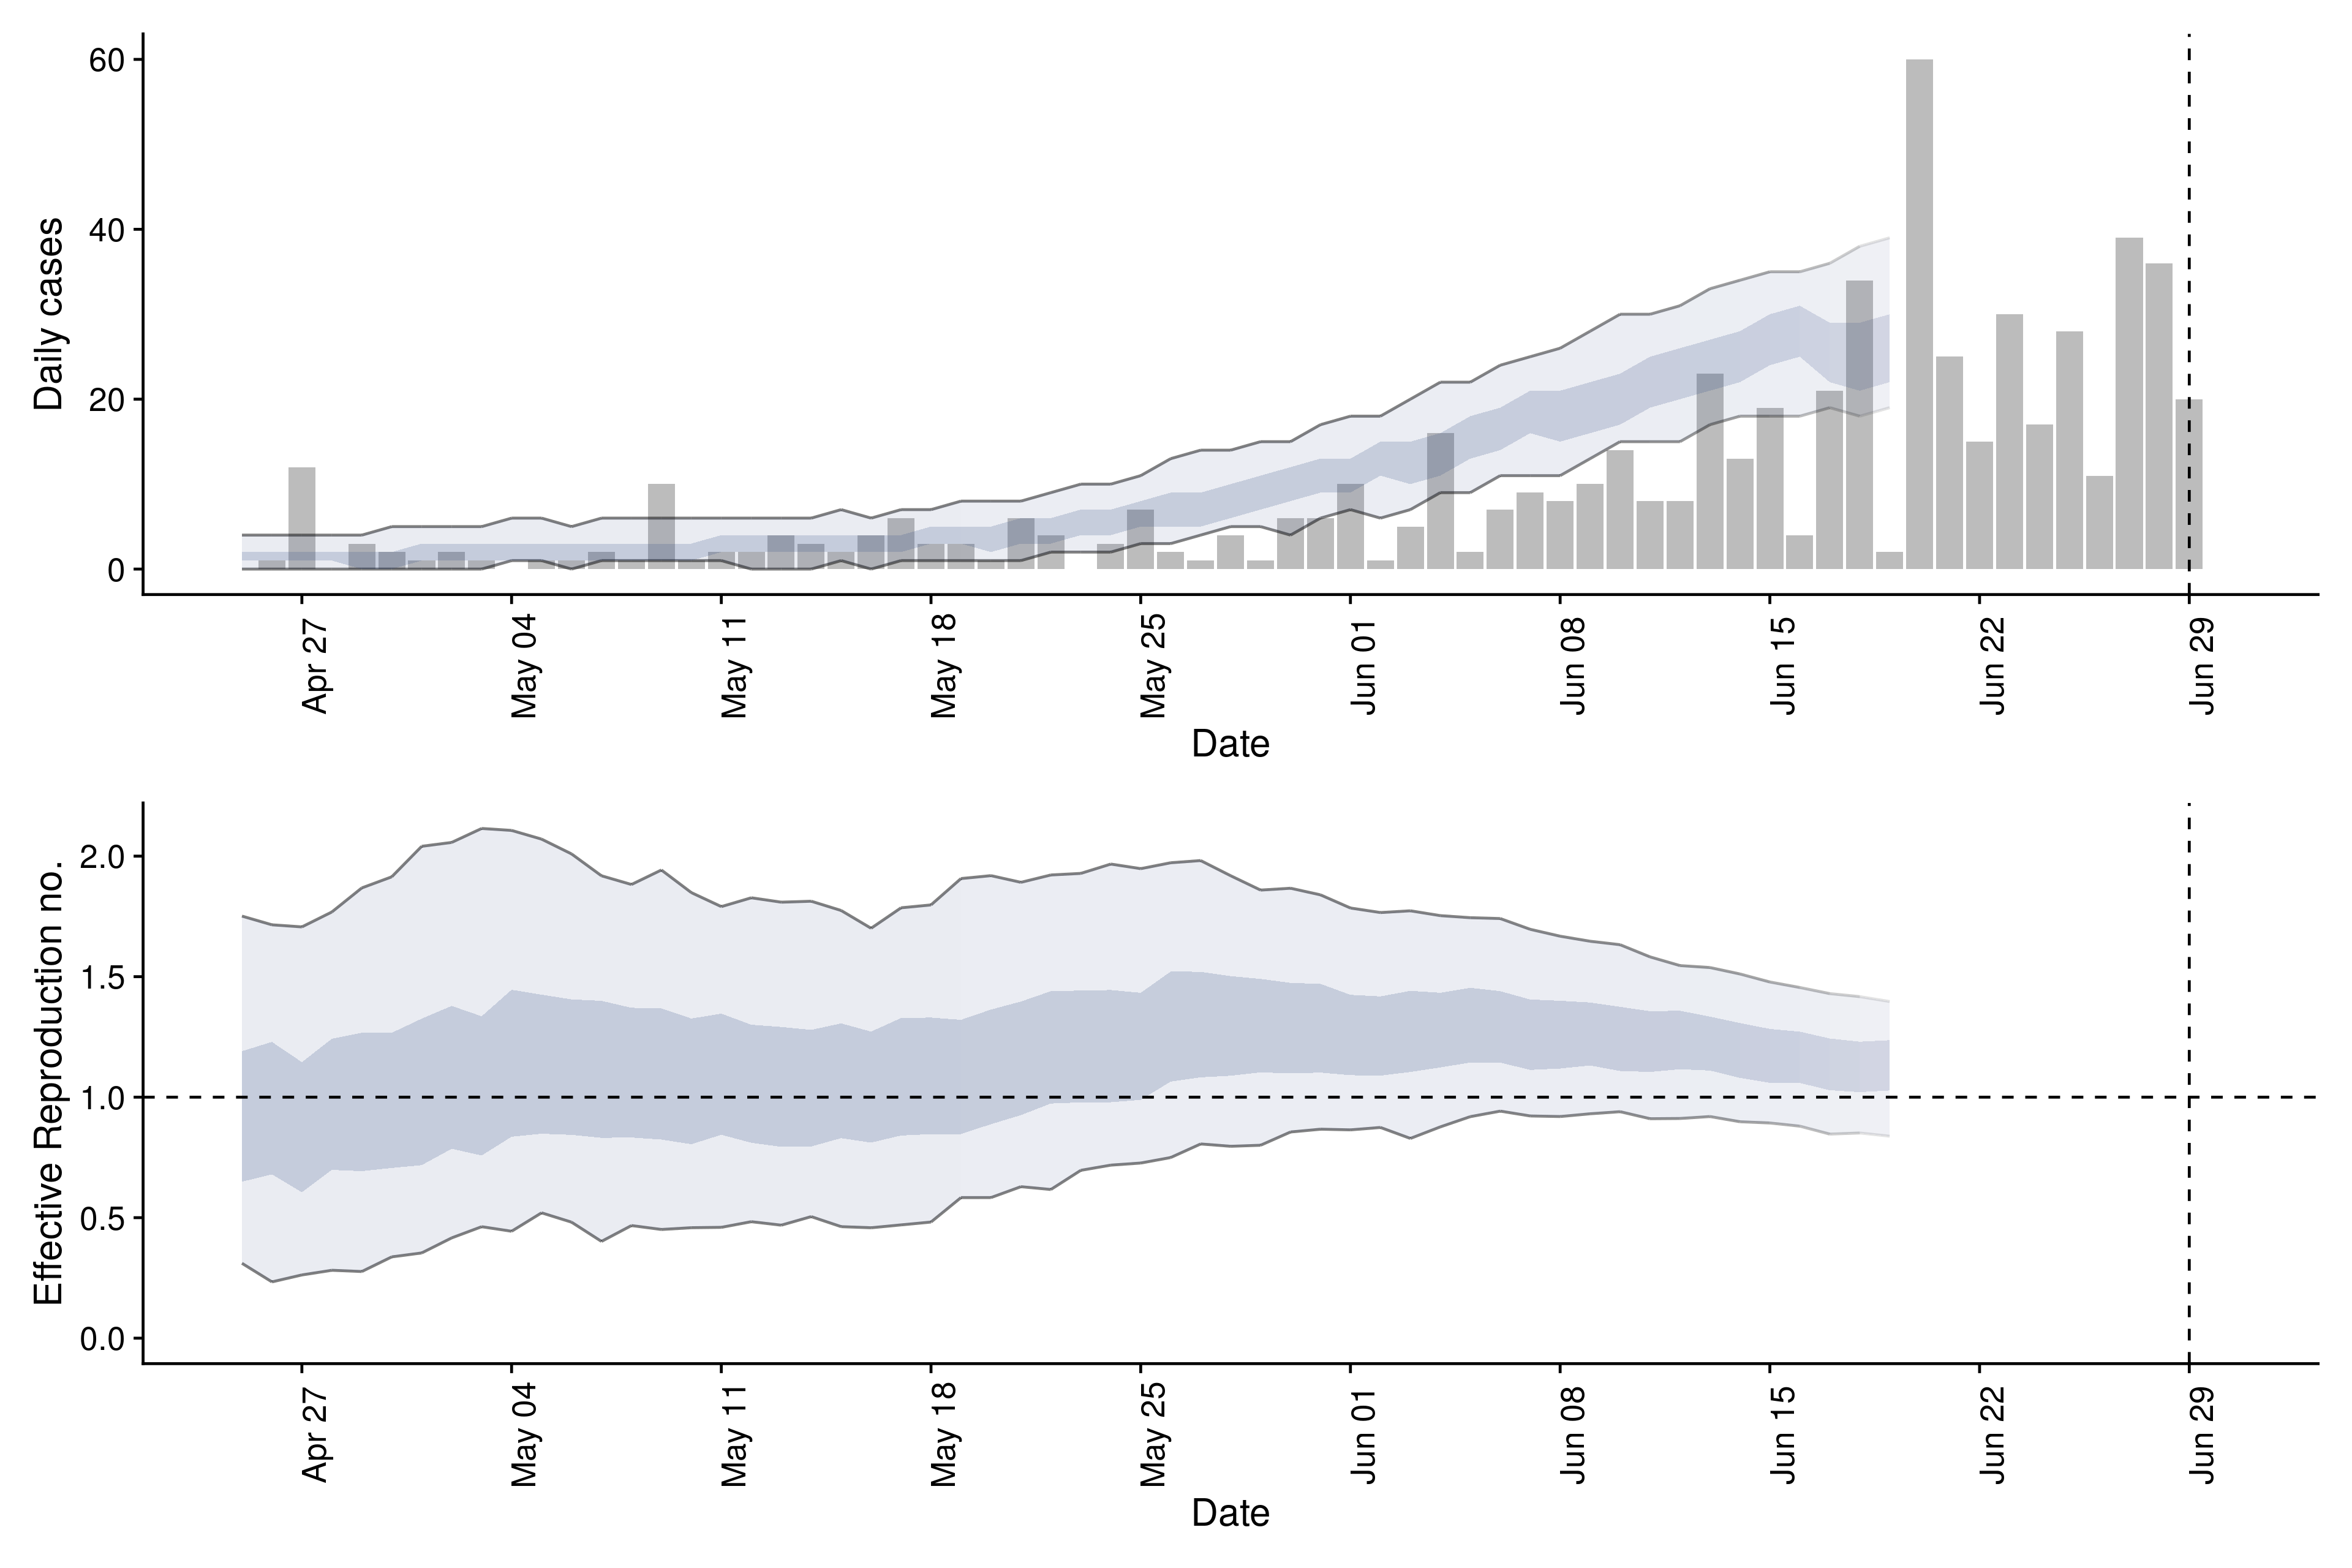 Daily cases
60
40
20
0
Apr 27
May 04
May 11
May 18
May 25
Jun 01
Jun 08
Jun 15
Jun 22
Jun 29
Date
Effective Reproduction no.
2.0
1.5
1.0
0.5
0.0
Apr 27
May 04
May 11
May 18
May 25
Jun 01
Jun 08
Jun 15
Jun 22
Jun 29
Date